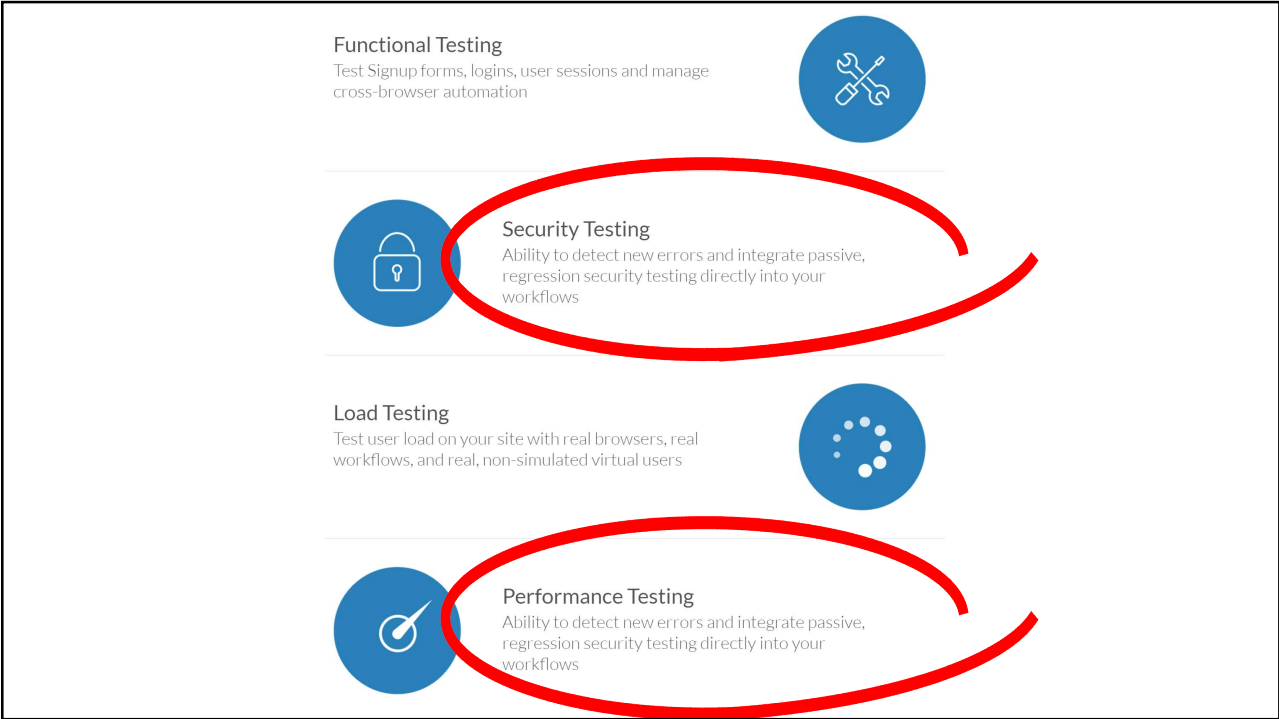 Functional Testing
Test Signup forms, logins, user sessions and manage
cross-browser automation
Security Testing
Ability to detect new errors and integrate passive,
regression security testing directly into your
workflows
Load Testing
Test user load on your site with real browsers, real
workflows, and real, non-simulated virtual users
Performance Testing
Ability to detect new errors and integrate passive,
regression security testing directly into your
workflows